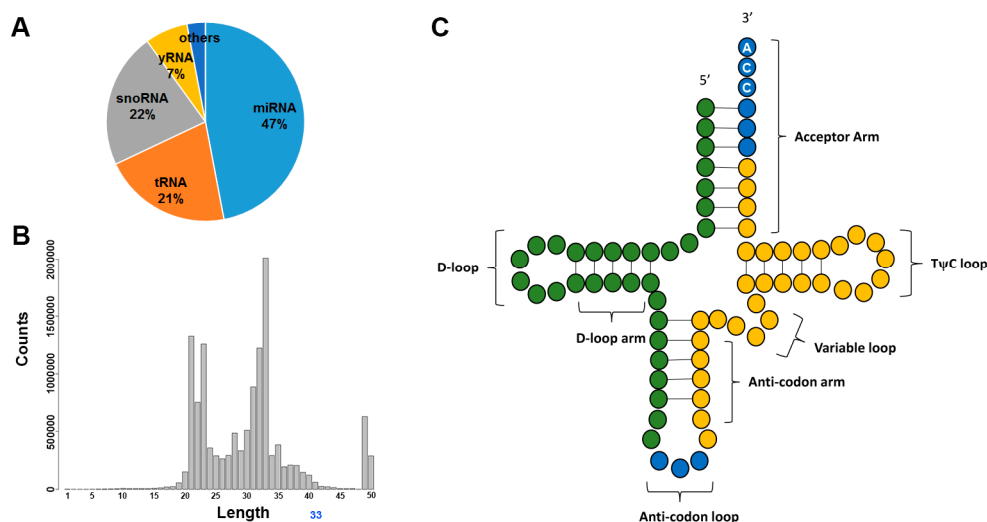 A
others
yRNA
7%
snoRNA
22%
miRNA
47%
tRNA
21%
B
Counts
2000000
1500000
1000000
500000
0
1 5 10 15 20 25 30 35 40 45 50
Length
33
C
3’
A
C
C
5’
Acceptor Arm
D-loop
TψC loop
D-loop arm
Variable loop
Anti-codon arm
Anti-codon loop